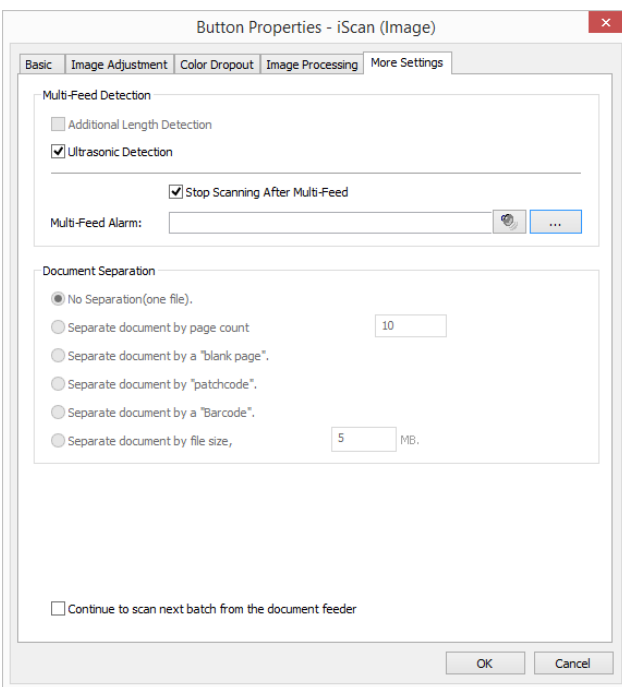 Button Properties - iScan (Image)
Basic Image Adjustment Color Dropout Image Processing More Settings
Multi-Feed Detection
Additional Length Detection
Ultrasonic Detection
Stop Scanning After Multi-Feed
Multi-Feed Alarm: ...
Document Separation
No Separation(one file).
Separate document by page count 10
Separate document by a "blank page".
Separate document by "patchcode".
Separate document by a "Barcode".
Separate document by file size, 5 MB.
Continue to scan next batch from the document feeder
OK Cancel